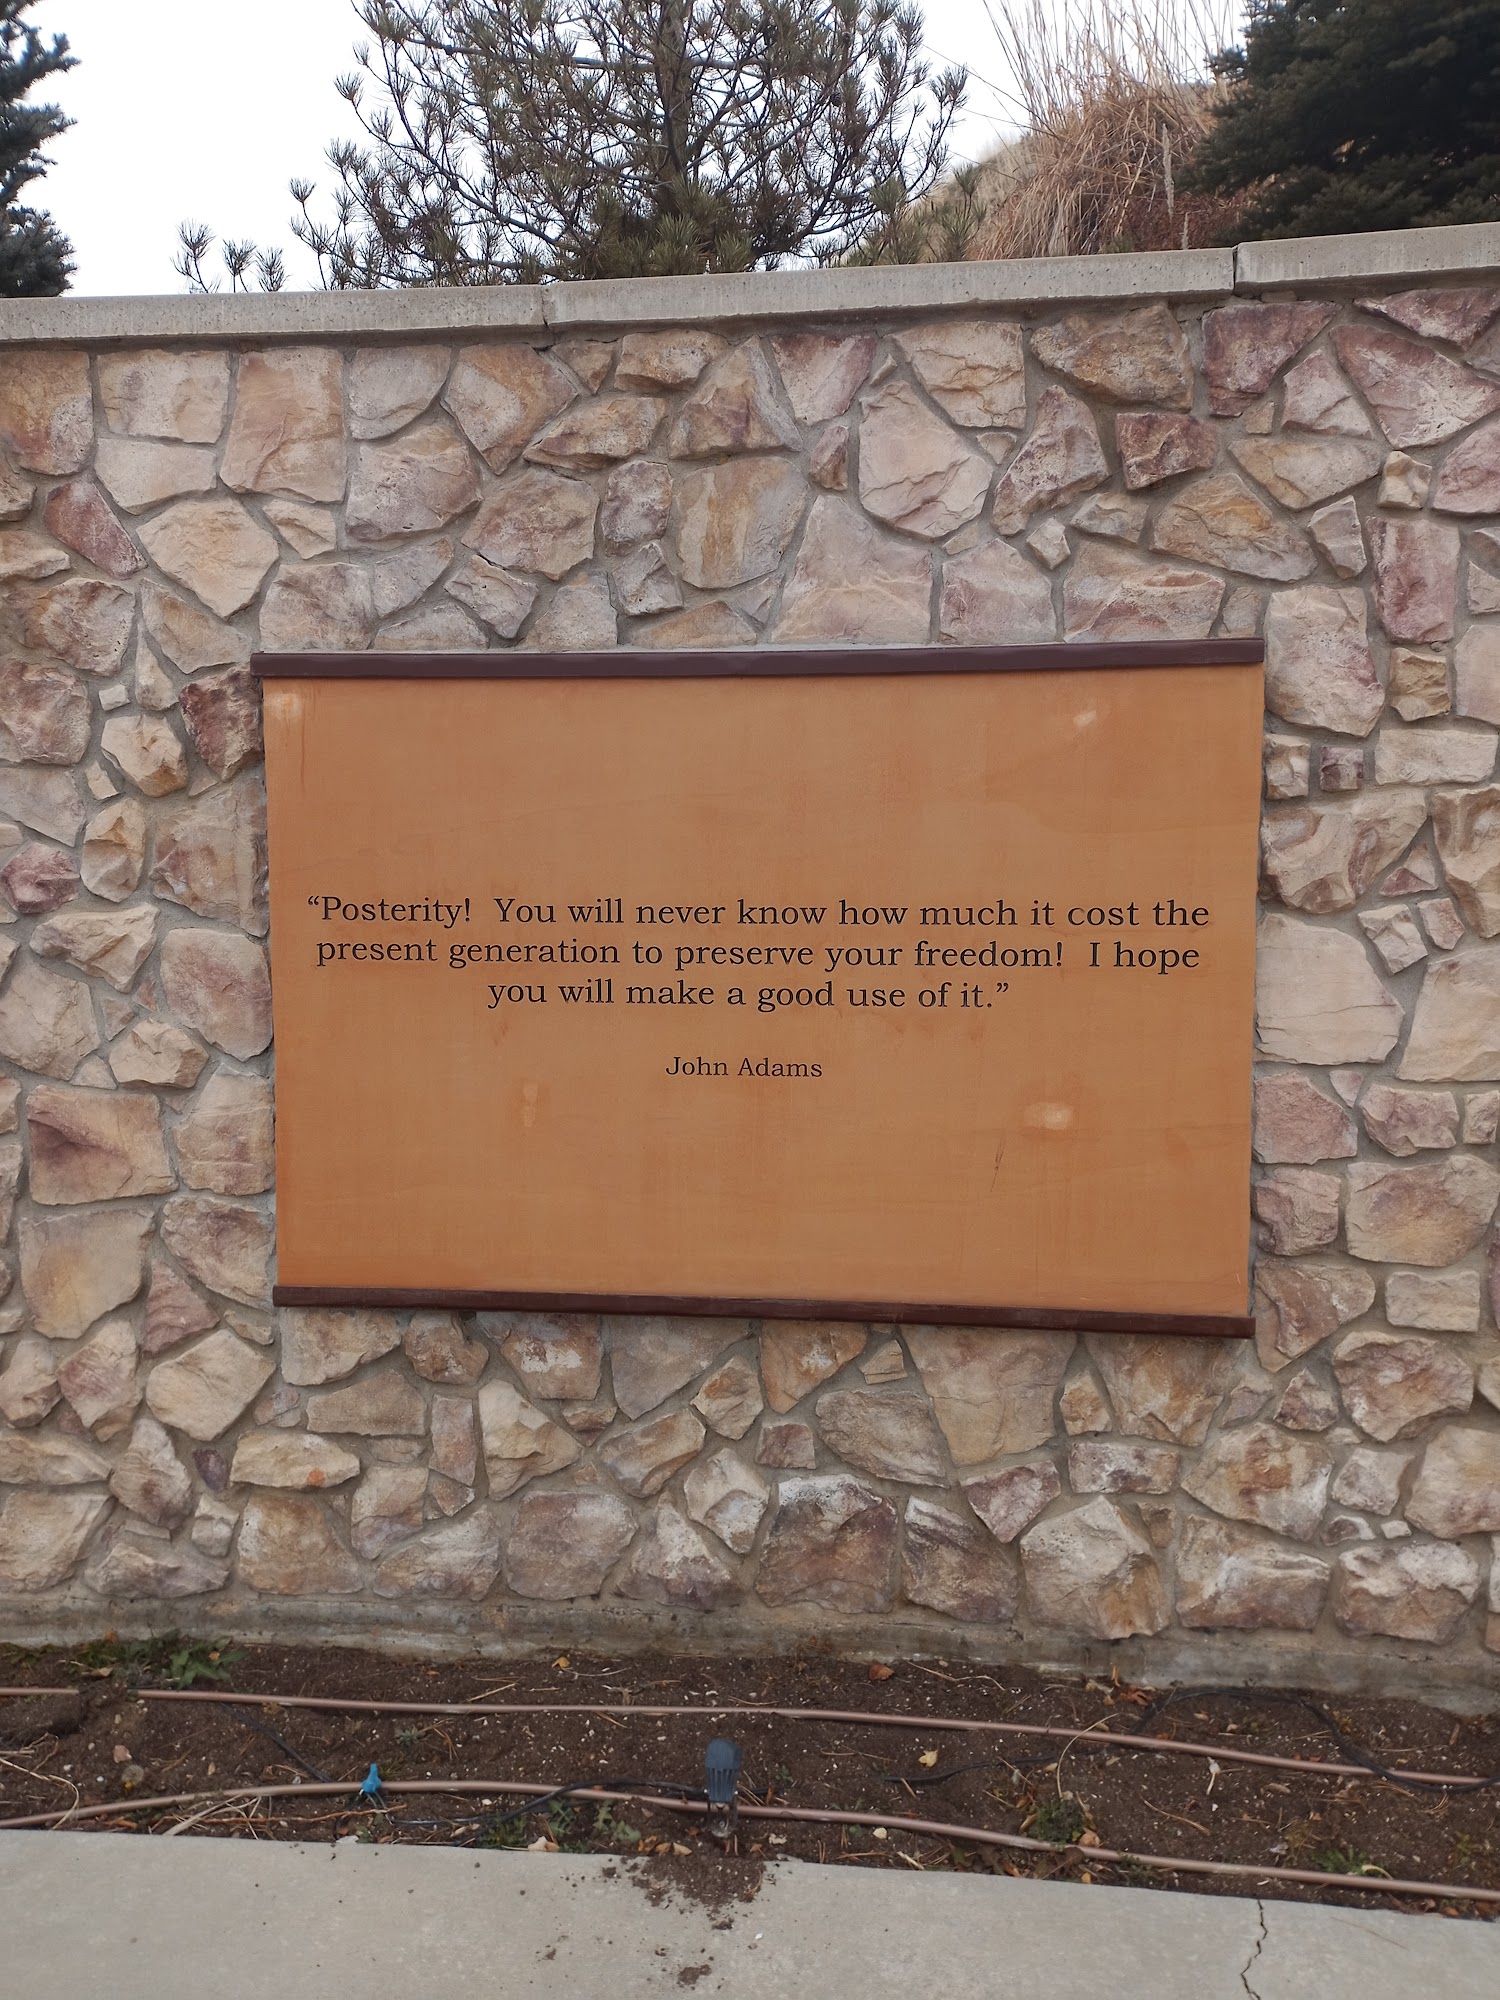 “Posterity!  You will never know how much it cost the
present generation to preserve your freedom!  I hope
you will make a good use of it.”
John Adams